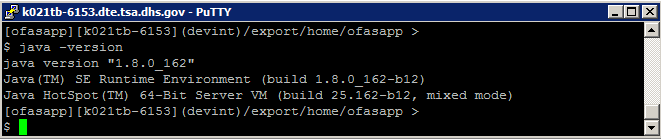 k021tb-6153.dte.tsa.dhs.gov - PuTTY
[ofasapp][k021tb-6153](devint)/export/home/ofasapp >
$ java -version
java version "1.8.0_162"
Java(TM) SE Runtime Environment (build 1.8.0_162-b12)
Java HotSpot(TM) 64-Bit Server VM (build 25.162-b12, mixed mode)
[ofasapp][k021tb-6153](devint)/export/home/ofasapp >
$